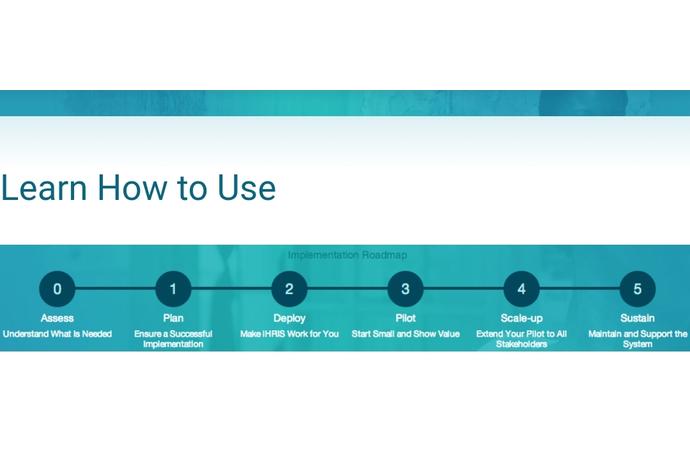 Learn How to Use
Implementation Roadmap
0 1 2 3 4 5
Assess Plan Deploy Pilot Scale-up Sustain
Understand What Is Needed Ensure a Successful Make iHRIS Work for You Start Small and Show Value Extend Your Pilot to All Maintain and Support the
Implementation Stakeholders System